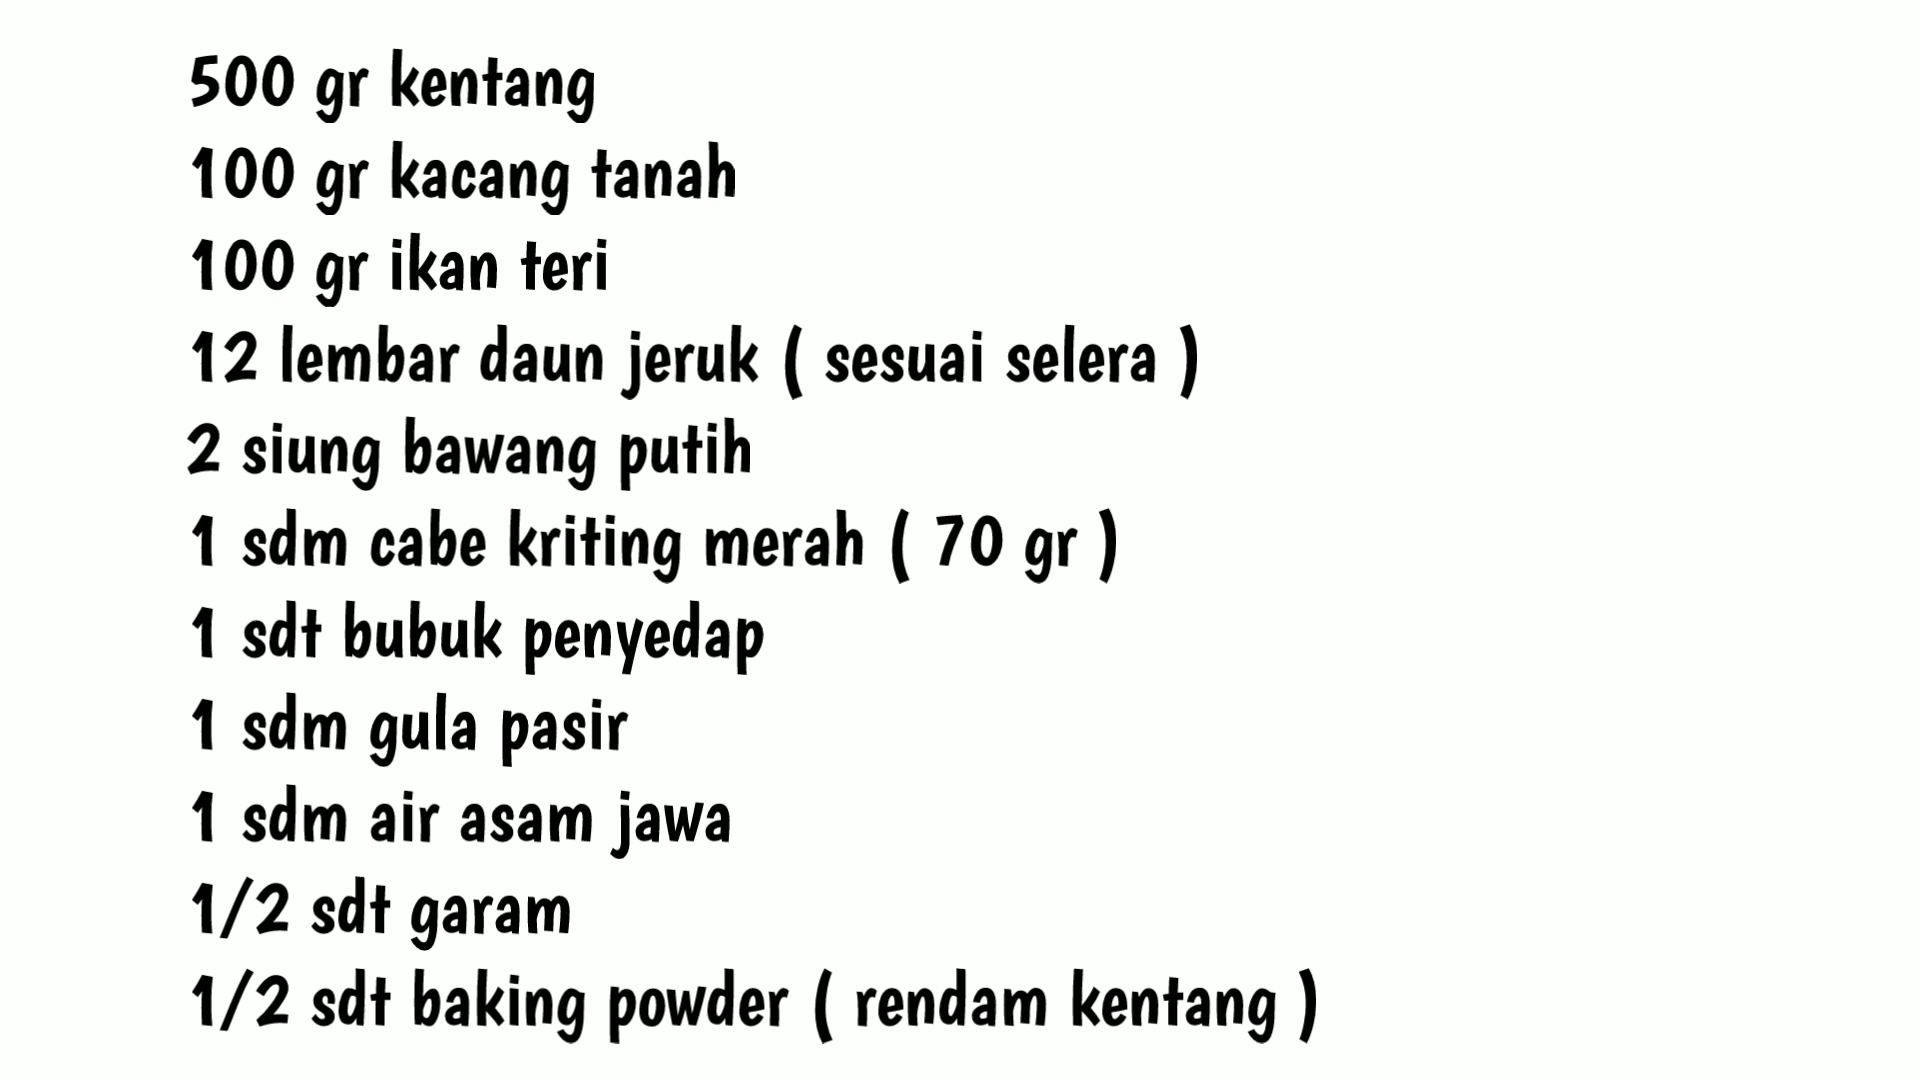 500 gr kentang
100 gr kacang tanah
100 gr ikan teri
12 lembar daun jeruk ( sesuai selera )
2 siung bawang putih
1 sdm cabe kriting merah ( 70 gr )
1 sdt bubuk penyedap
1 sdm gula pasir
1 sdm air asam jawa
1/2 sdt garam
1/2 sdt baking powder ( rendam kentang )